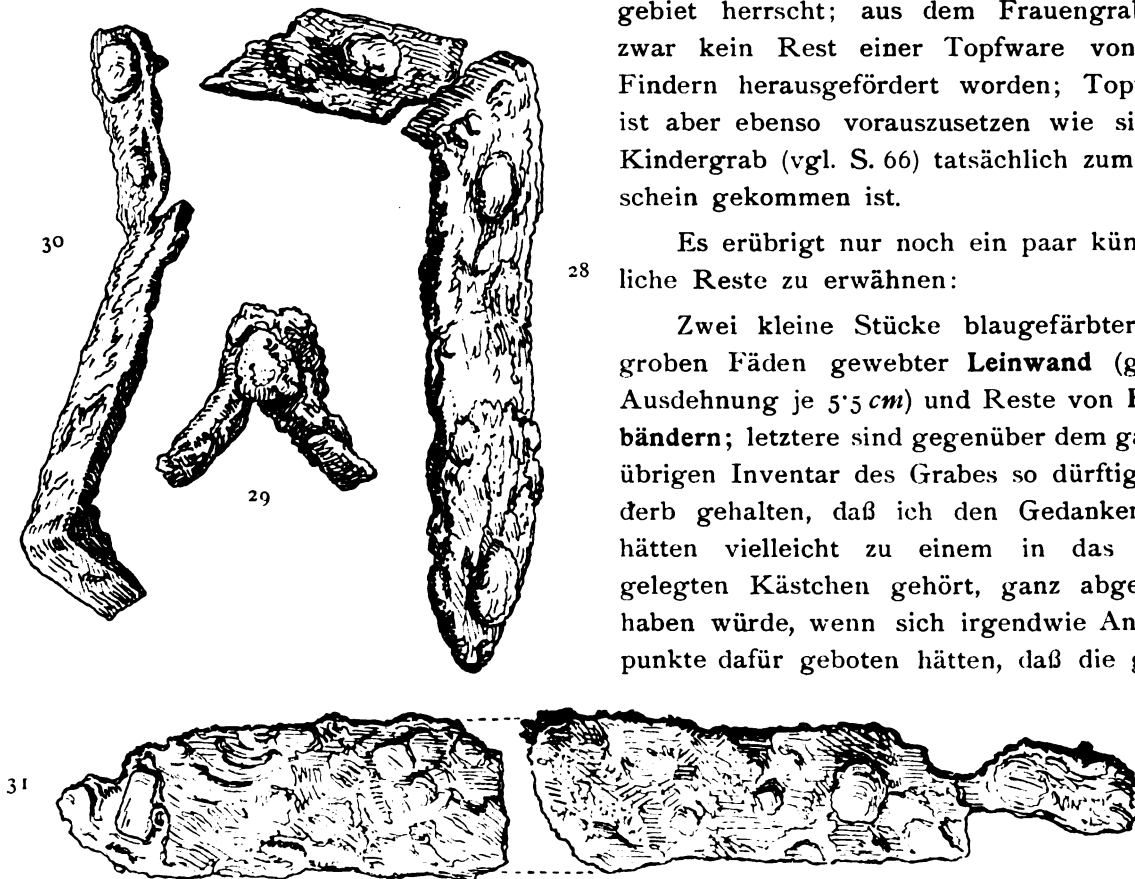 gebiet herrscht; aus dem Frauengral
zwar kein Rest einer Topfware von
Findern herausgefördert worden; Top
ist aber ebenso vorauszusetzen wie si
Kindergrab (vgl. S. 66) tatsächlich zum
schein gekommen ist.
Es erübrigt nur noch ein paar kün
liche Reste zu erwähnen:
Zwei kleine Stücke blaugefärbter
groben Fäden gewebter Leinwand (g
Ausdehnung je 5·5 cm) und Reste von
bändern; letztere sind gegenüber dem ga
übrigen Inventar des Grabes so dürftig
derb gehalten, daß ich den Gedanken
hätten vielleicht zu einem in das
gelegten Kästchen gehört, ganz abge
haben würde, wenn sich irgendwie An
punkte dafür geboten hätten, daß die g
30
28
29
31